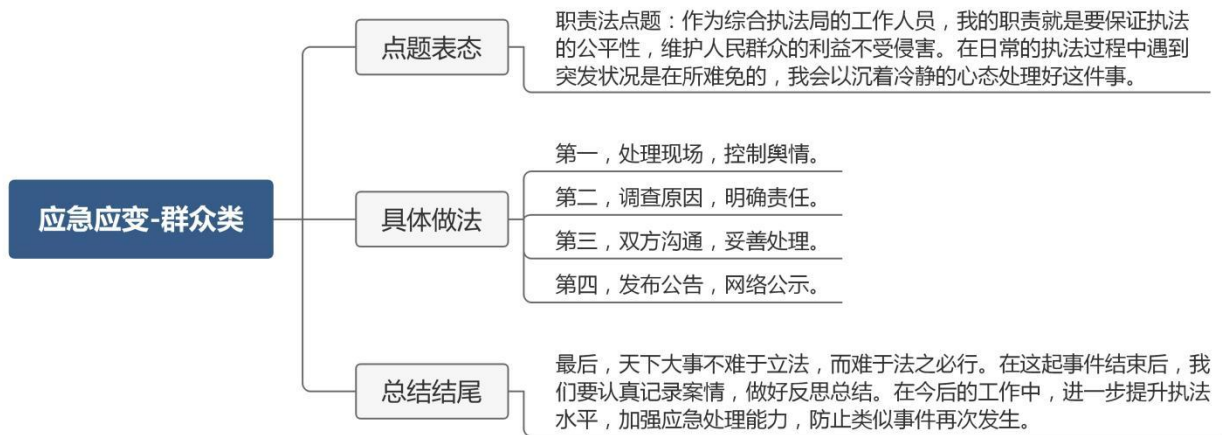 应急应变-群众类
点题表态
职责法点题：作为综合执法局的工作人员，我的职责就是要保证执法
的公平性，维护人民群众的利益不受侵害。在日常的执法过程中遇到
突发状况是在所难免的，我会以沉着冷静的心态处理好这件事。
具体做法
第一，处理现场，控制舆情。
第二，调查原因，明确责任。
第三，双方沟通，妥善处理。
第四，发布公告，网络公示。
总结结尾
最后，天下大事不难于立法，而难于法之必行。在这起事件结束后，我
们要认真记录案情，做好反思总结。在今后的工作中，进一步提升执法
水平，加强应急处理能力，防止类似事件再次发生。